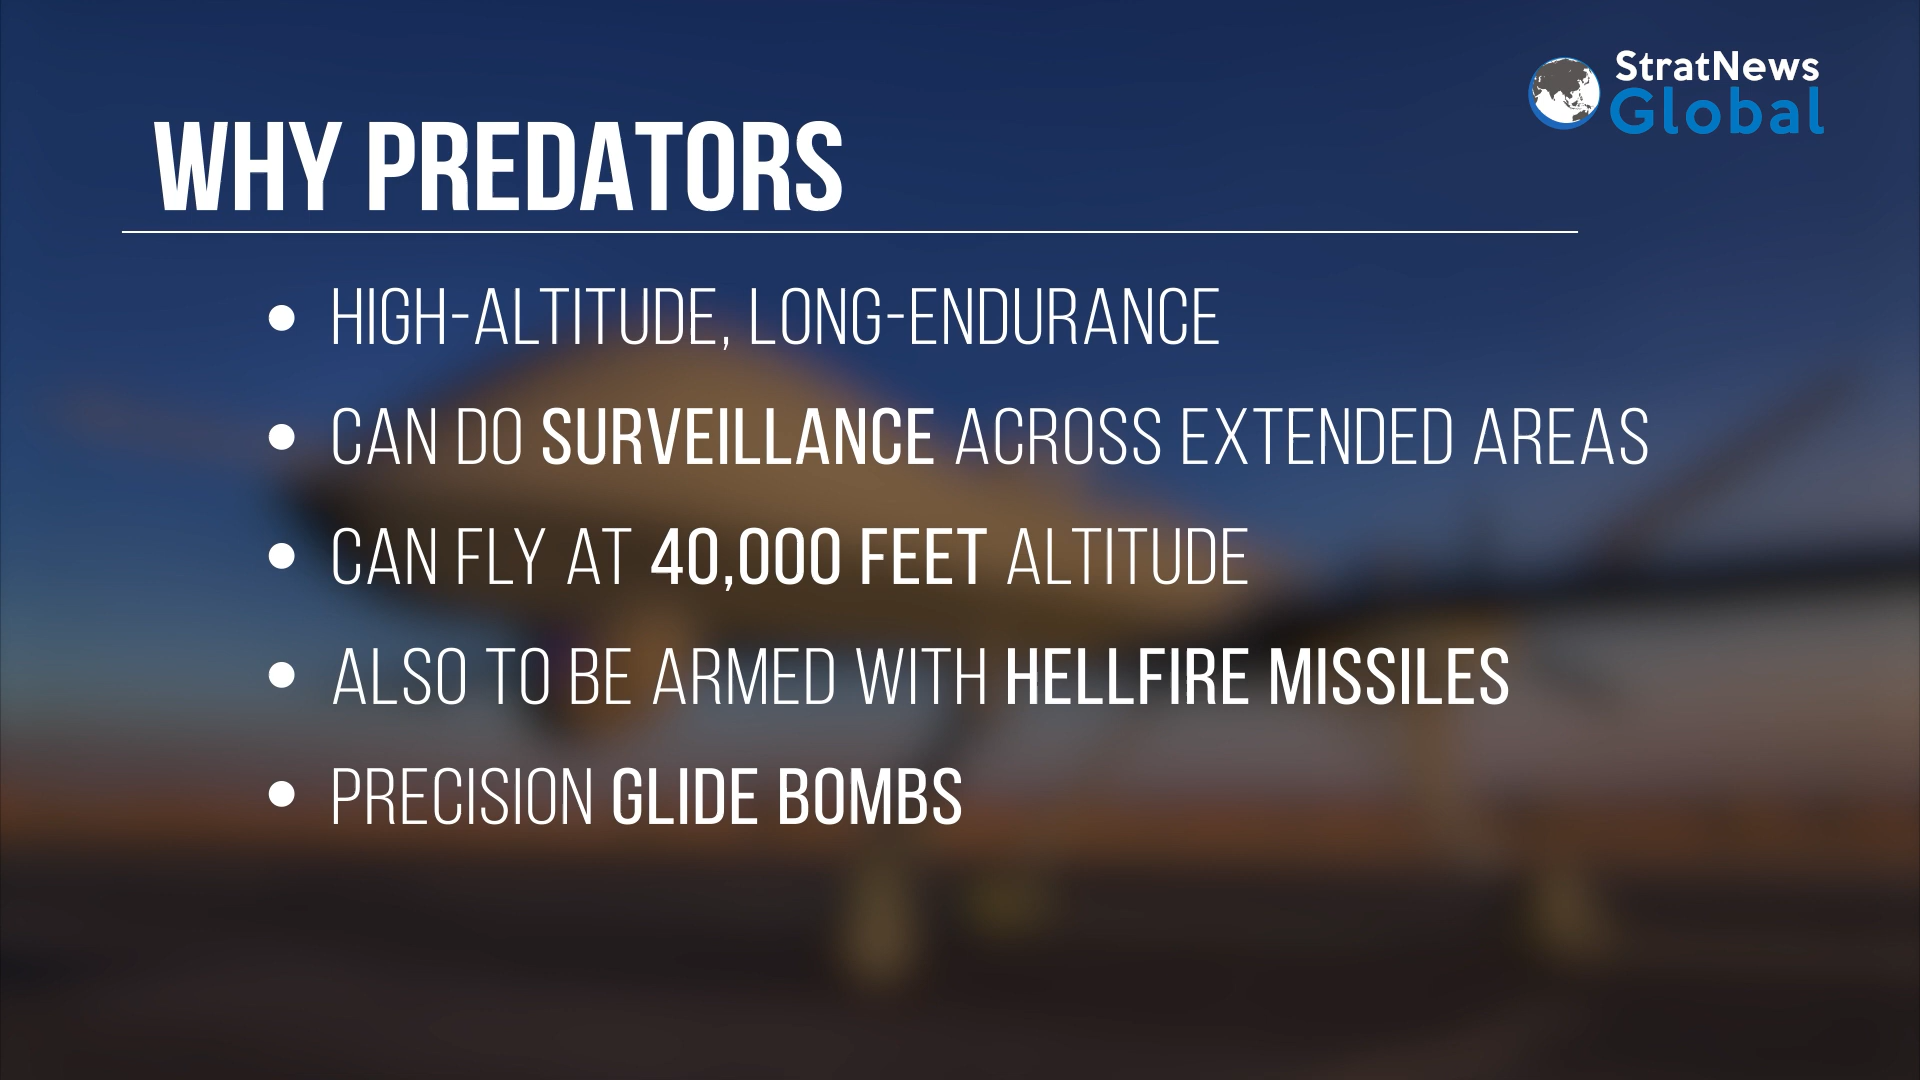 StratNews
Global
WHY PREDATORS
• HIGH-ALTITUDE, LONG-ENDURANCE
• CAN DO SURVEILLANCE ACROSS EXTENDED AREAS
• CAN FLY AT 40,000 FEET ALTITUDE
• ALSO TO BE ARMED WITH HELLFIRE MISSILES
• PRECISION GLIDE BOMBS